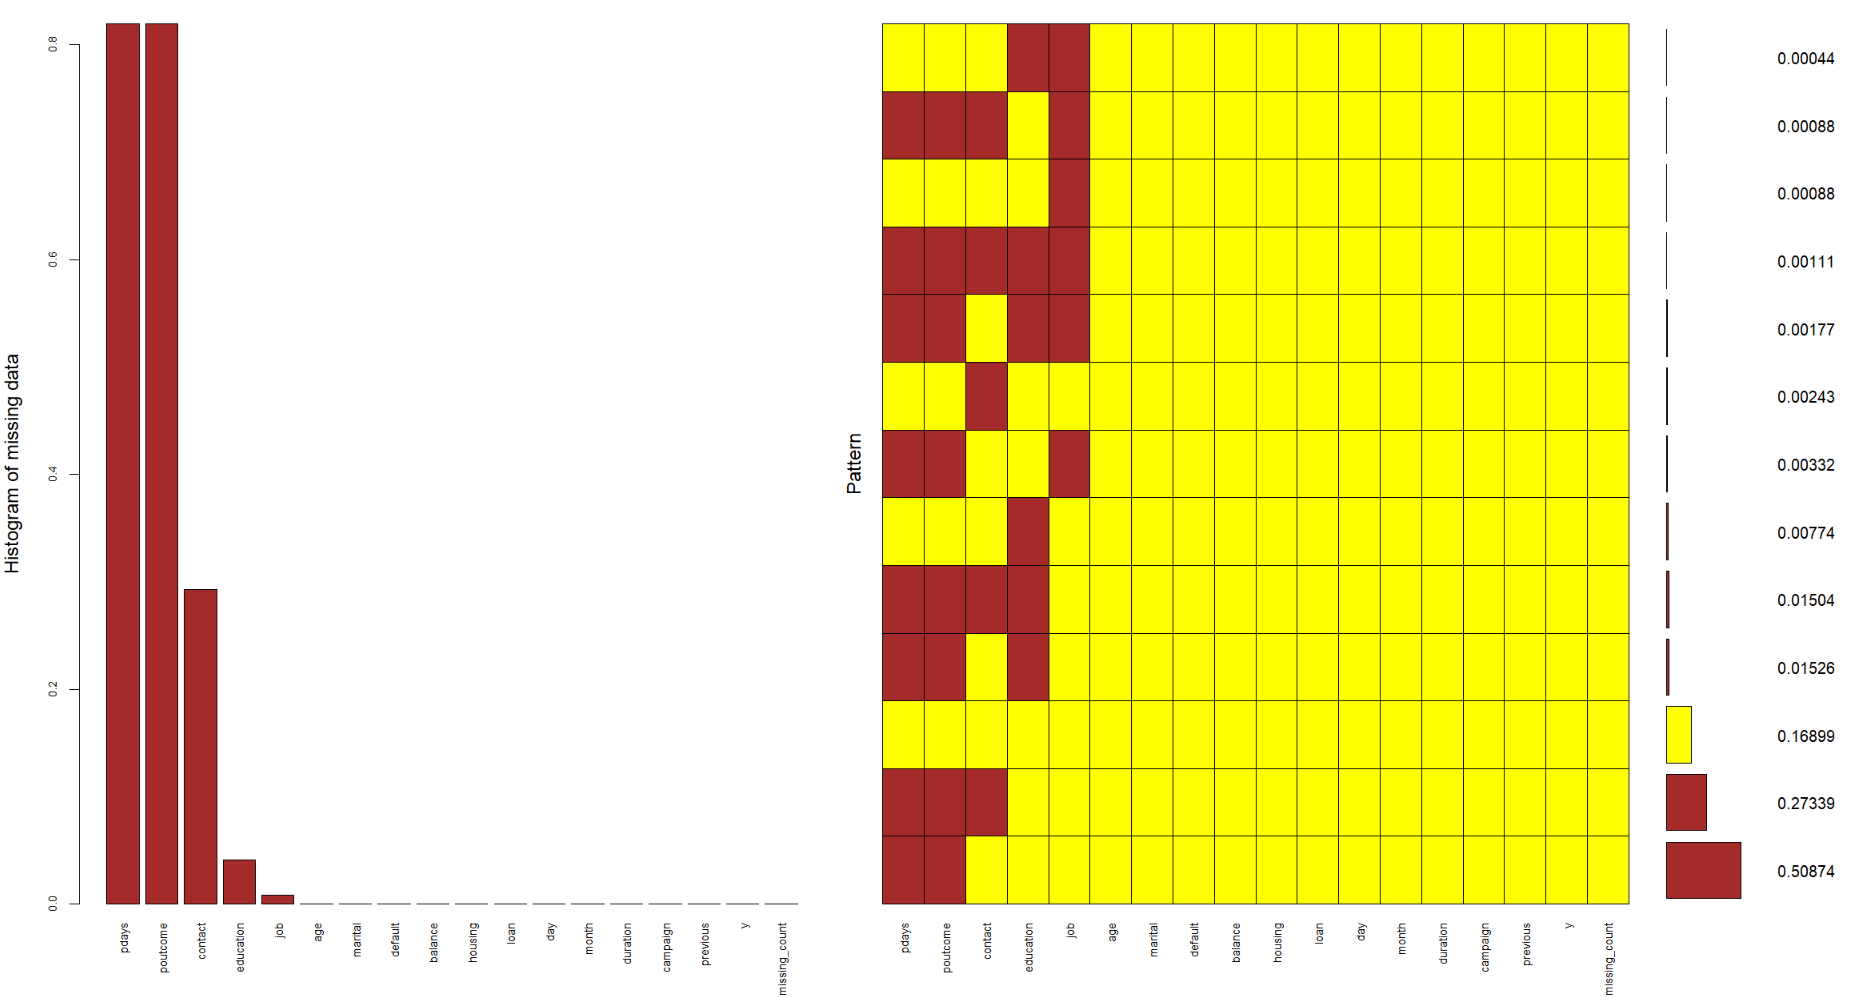 Histogram of missing data
0.8
0.6
0.4
0.2
0.0
pdays
poutcome
contact
education
job
age
marital
default
balance
housing
loan
day
month
duration
campaign
previous
y
missing_count
Pattern
0.00044
0.00088
0.00088
0.00111
0.00177
0.00243
0.00332
0.00774
0.01504
0.01526
0.16899
0.27339
0.50874
pdays
poutcome
contact
education
job
age
marital
default
balance
housing
loan
day
month
duration
campaign
previous
y
missing_count